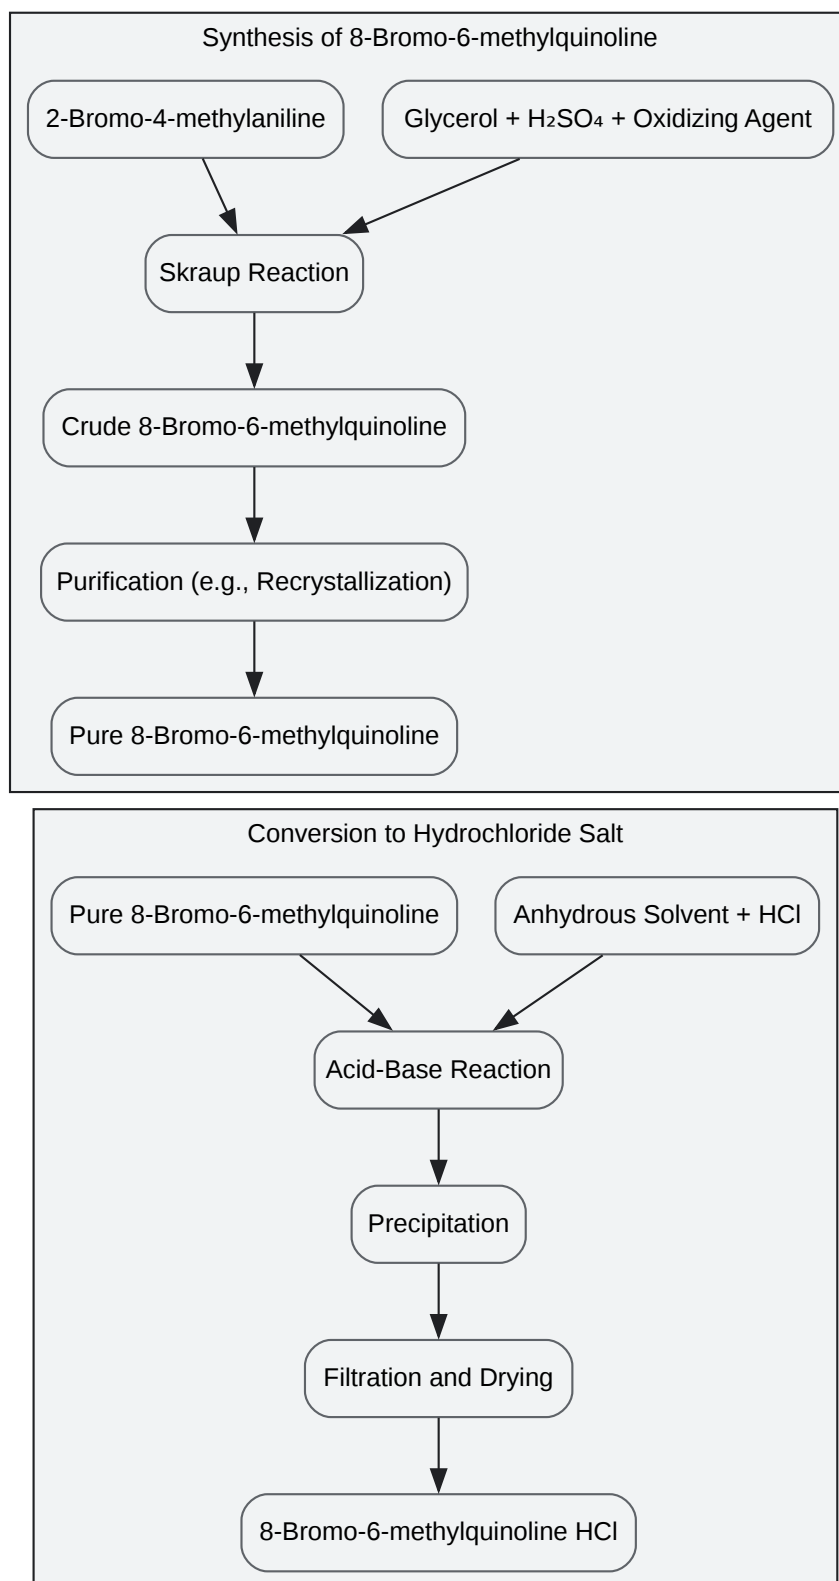 Synthesis of 8-Bromo-6-methylquinoline
2-Bromo-4-methylaniline
Glycerol + H₂SO₄ + Oxidizing Agent
Skraup Reaction
Crude 8-Bromo-6-methylquinoline
Purification (e.g., Recrystallization)
Pure 8-Bromo-6-methylquinoline
Conversion to Hydrochloride Salt
Pure 8-Bromo-6-methylquinoline
Anhydrous Solvent + HCl
Acid-Base Reaction
Precipitation
Filtration and Drying
8-Bromo-6-methylquinoline HCl